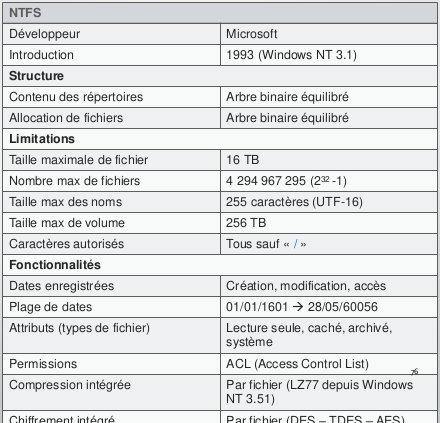 NTFS
Développeur Microsoft
Introduction 1993 (Windows NT 3.1)
Structure
Contenu des répertoires Arbre binaire équilibré
Allocation de fichiers Arbre binaire équilibré
Limitations
Taille maximale de fichier 16 TB
Nombre max de fichiers 4 294 967 295 (2³² -1)
Taille max des noms 255 caractères (UTF-16)
Taille max de volume 256 TB
Caractères autorisés Tous sauf « / »
Fonctionnalités
Dates enregistrées Création, modification, accès
Plage de dates 01/01/1601 → 28/05/60056
Attributs (types de fichier) Lecture seule, caché, archivé,
système
Permissions ACL (Access Control List)
76
Compression intégrée Par fichier (LZ77 depuis Windows
NT 3.51)
Chiffrement intégré Par fichier (DES – TDES – AES)